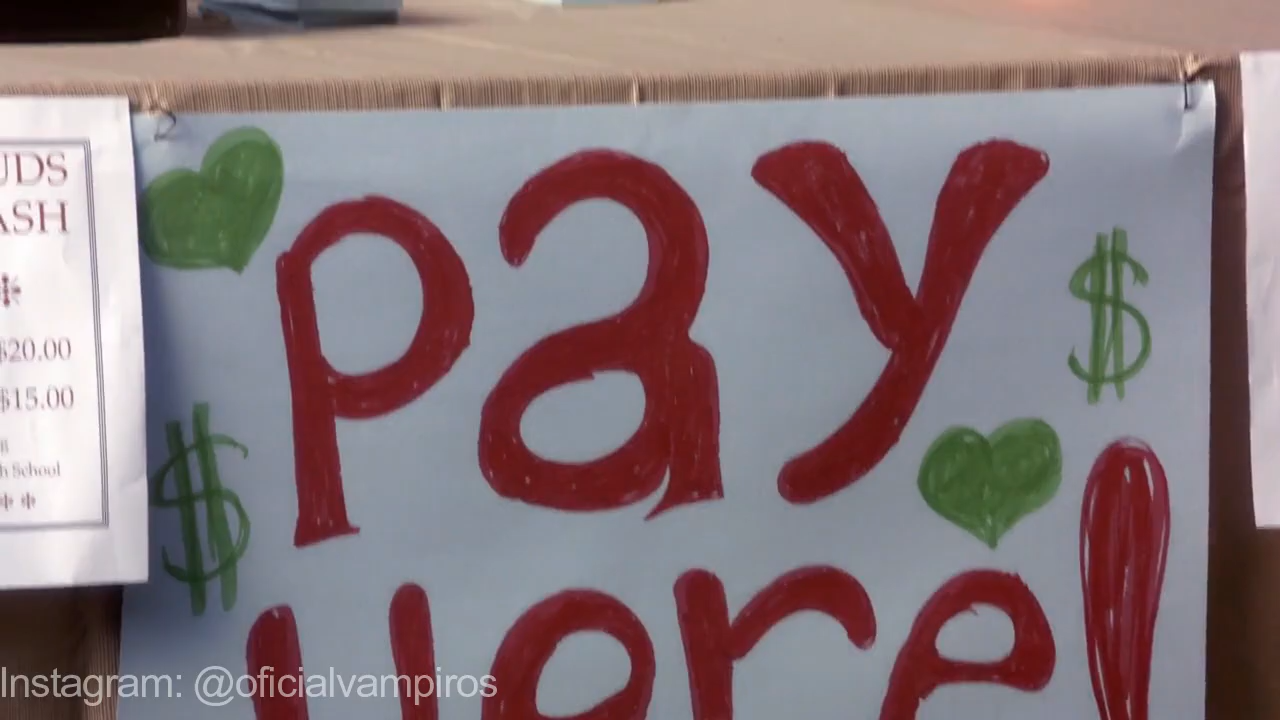 UDS
ASH
$20.00
$15.00
h School
pay
Here!
$
$
Instagram: @oficialvampiros